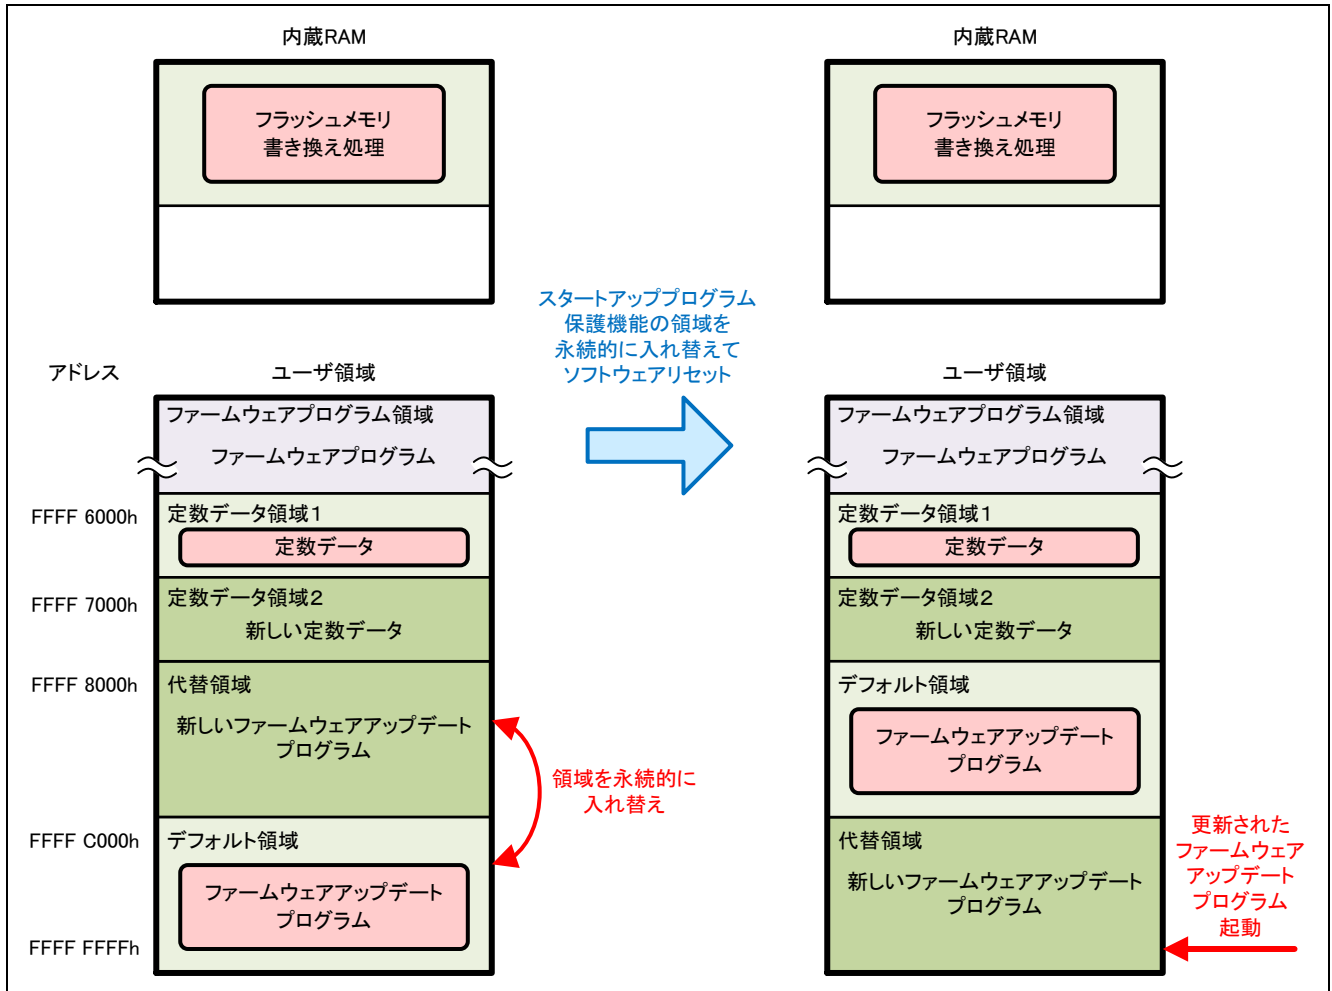 内蔵RAM
フラッシュメモリ
書き換え処理
内蔵RAM
フラッシュメモリ
書き換え処理
スタートアッププログラム
保護機能の領域を
永続的に入れ替えて
ソフトウェアリセット
アドレス
ユーザ領域
ファームウェアプログラム領域
ファームウェアプログラム
FFFF 6000h
定数データ領域1
定数データ
FFFF 7000h
定数データ領域2
新しい定数データ
FFFF 8000h
代替領域
新しいファームウェアアップデート
プログラム
領域を永続的に
入れ替え
FFFF C000h
デフォルト領域
ファームウェアアップデート
プログラム
FFFF FFFFh
ユーザ領域
ファームウェアプログラム領域
ファームウェアプログラム
定数データ領域1
定数データ
定数データ領域2
新しい定数データ
デフォルト領域
ファームウェアアップデート
プログラム
代替領域
新しいファームウェアアップデート
プログラム
更新された
ファームウェア
アップデート
プログラム
起動